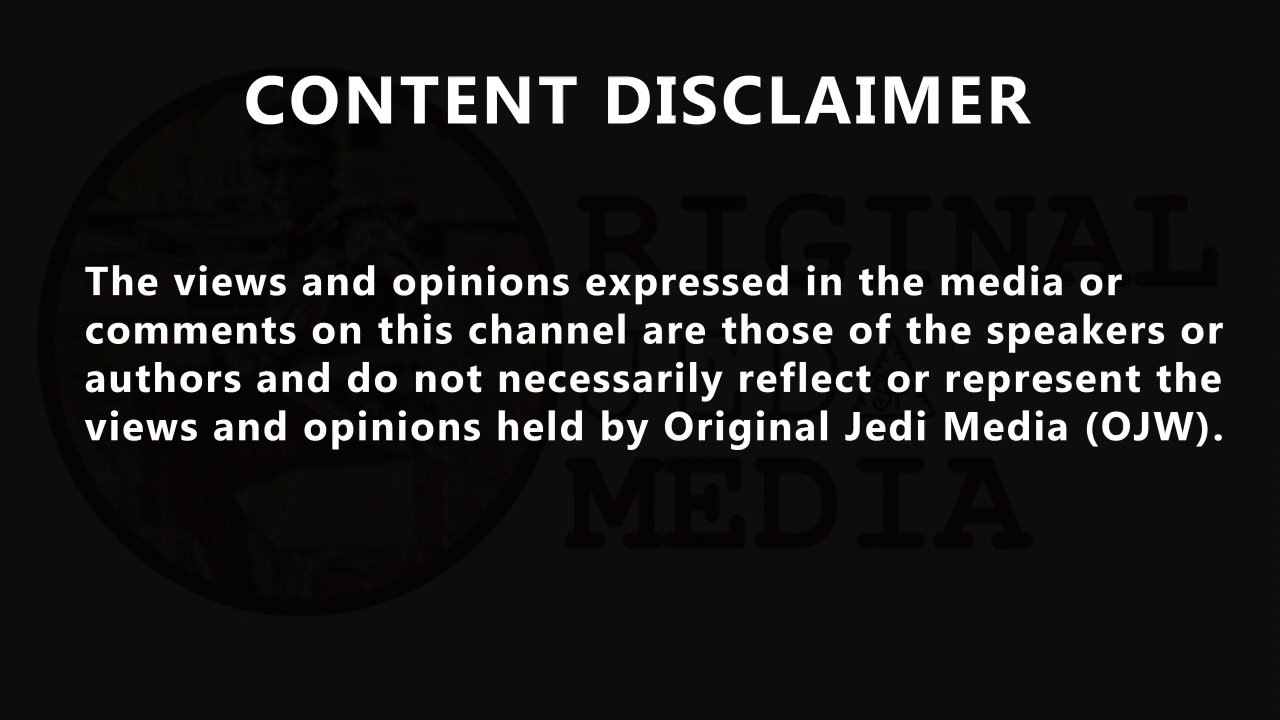 CONTENT DISCLAIMER
RIGINAL
The views and opinions expressed in the media or
comments on this channel are those of the speakers or
authors and do not necessarily reflect or represent the
views and opinions held by Original Jedi Media (OJW).
MEDIA